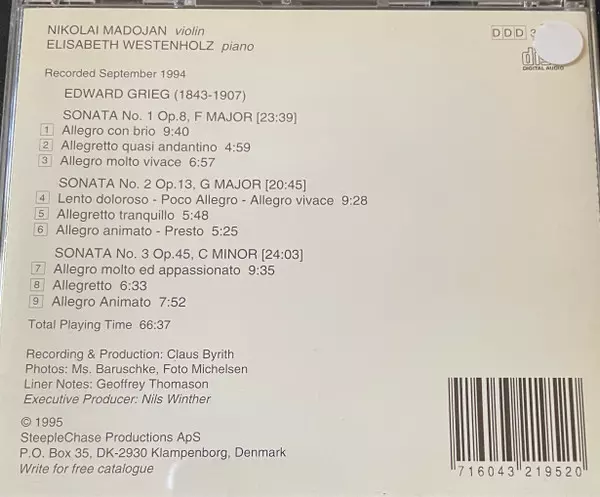 NIKOLAI MADOJAN violin
DDD
ELISABETH WESTENHOLZ piano
DIGITAL AUDIO
Recorded September 1994
EDWARD GRIEG (1843-1907)
SONATA No. 1 Op.8, F MAJOR [23:39]
1 Allegro con brio 9:40
2 Allegretto quasi andantino 4:59
3 Allegro molto vivace 6:57
SONATA No. 2 Op.13, G MAJOR [20:45]
4 Lento doloroso - Poco Allegro - Allegro vivace 9:28
5 Allegretto tranquillo 5:48
6 Allegro animato - Presto 5:25
SONATA No. 3 Op.45, C MINOR [24:03]
7 Allegro molto ed appassionato 9:35
8 Allegretto 6:33
9 Allegro Animato 7:52
Total Playing Time 66:37
Recording & Production: Claus Byrith
Photos: Ms. Baruschke, Foto Michelsen
Liner Notes: Geoffrey Thomason
Executive Producer: Nils Winther
© 1995
SteepleChase Productions ApS
P.O. Box 35, DK-2930 Klampenborg, Denmark
Write for free catalogue
716043 219520